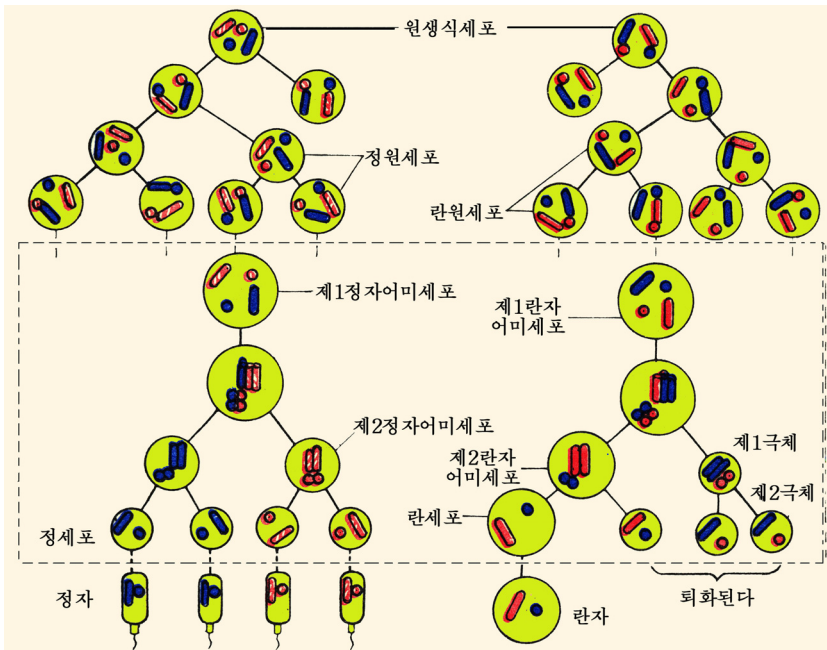 원생식세포
정원세포
란원세포
제1정자어미세포
제1란자
어미세포
제2정자어미세포
제2란자
어미세포
제1극체
제2극체
란세포
정세포
정자
란자
퇴화된다